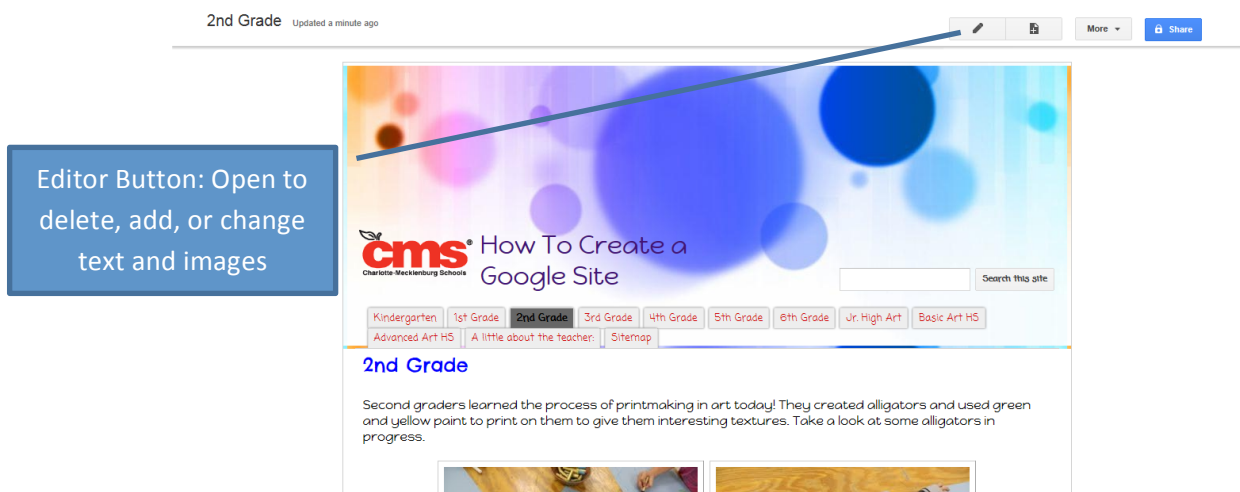 2nd Grade Updated a minute ago
More Share
Editor Button: Open to
delete, add, or change
text and images
cms®
Charlotte-Mecklenburg Schools
How To Create a
Google Site
Search this site
Kindergarten 1st Grade 2nd Grade 3rd Grade 4th Grade 5th Grade 6th Grade Jr. High Art Basic Art HS
Advanced Art HS A little about the teacher: Sitemap
2nd Grade
Second graders learned the process of printmaking in art today! They created alligators and used green
and yellow paint to print on them to give them interesting textures. Take a look at some alligators in
progress.